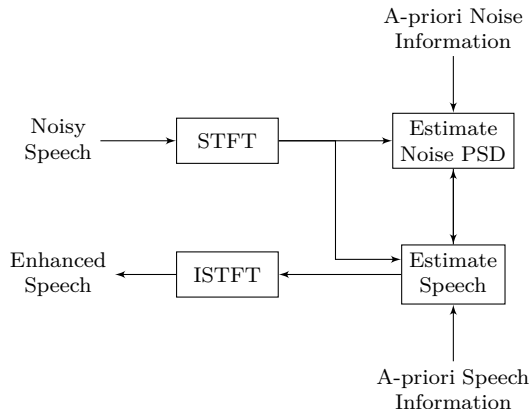 A-priori Noise
Information
Noisy
Speech
STFT
Estimate
Noise PSD
Enhanced
Speech
ISTFT
Estimate
Speech
A-priori Speech
Information